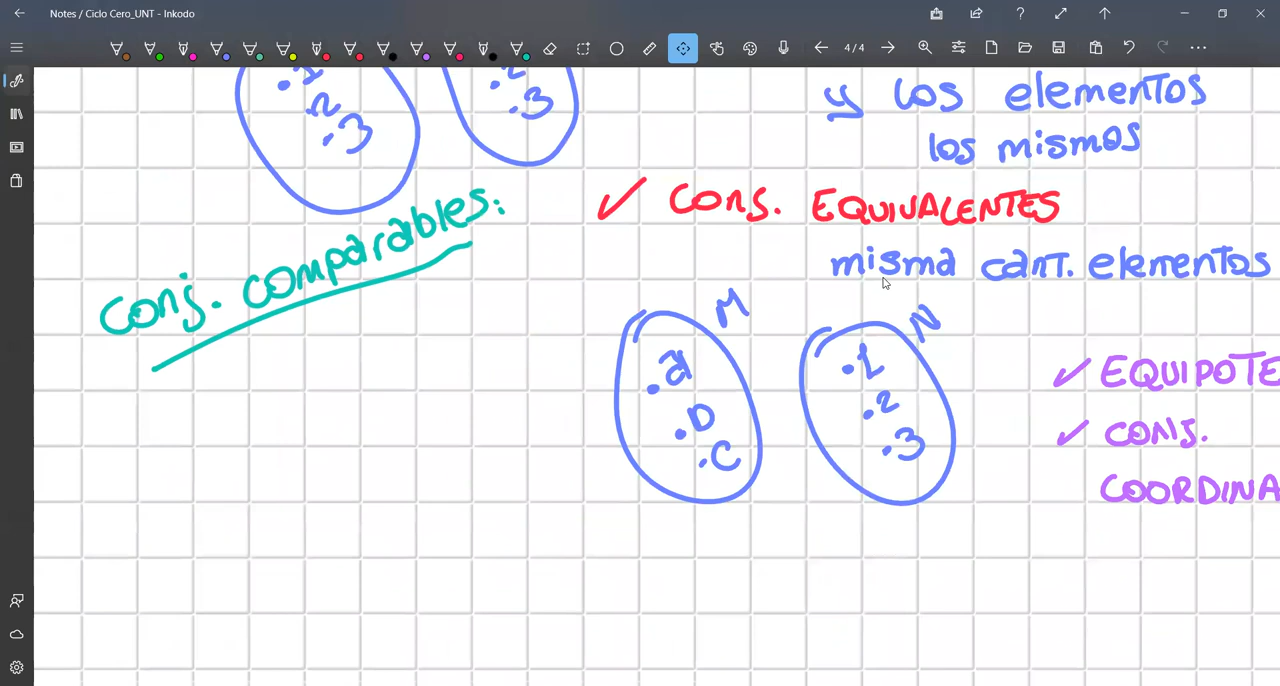 Notes / Ciclo Cero_UNT - Inkodo
4 / 4
.1
.2
.3
.2
.3
y los elementos
los mismos
✓ CONJ. EQUIVALENTES
misma cant. elementos
Conj. comparables:
M
N
.a
.b
.c
.1
.2
.3
✓ EQUIPOTE
✓ CONJ.
COORDINA